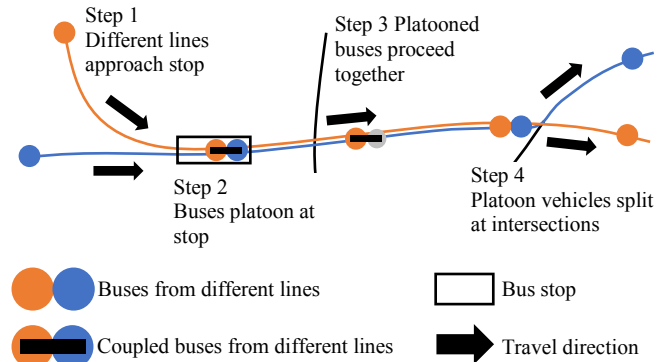 Step 1
Different lines
approach stop
Step 3 Platooned
buses proceed
together
Step 2
Buses platoon at
stop
Step 4
Platoon vehicles split
at intersections
Buses from different lines
Bus stop
Coupled buses from different lines
Travel direction